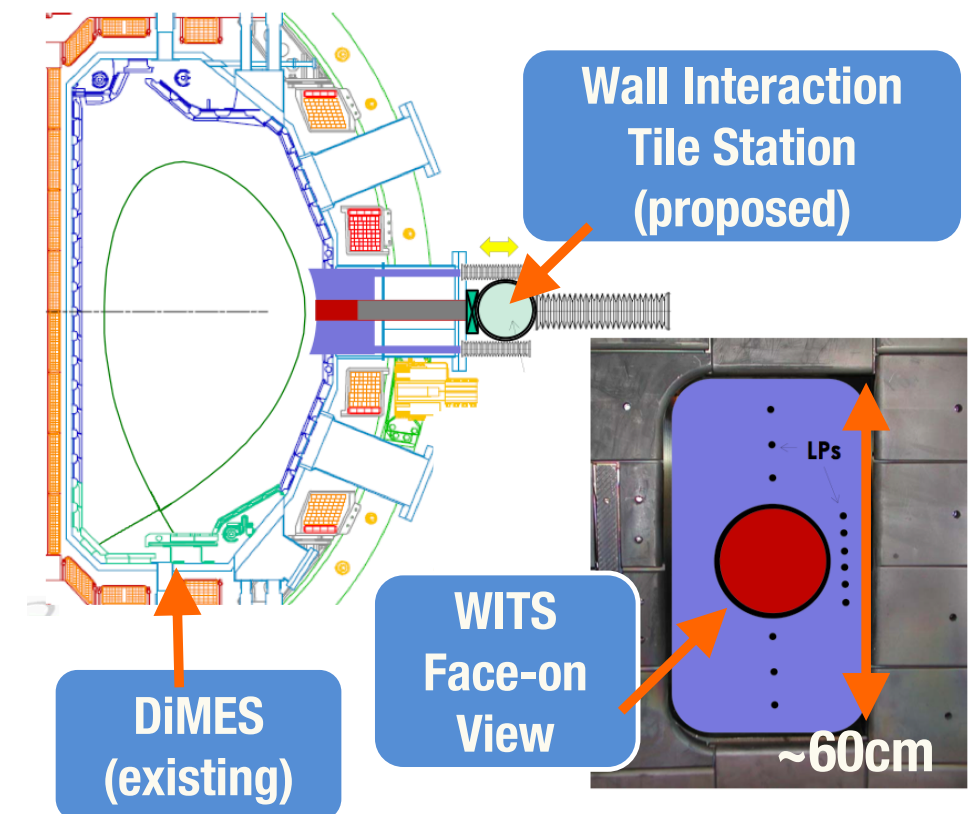 Wall Interaction
Tile Station
(proposed)
LPs
WITS
Face-on
View
~60cm
DiMES
(existing)